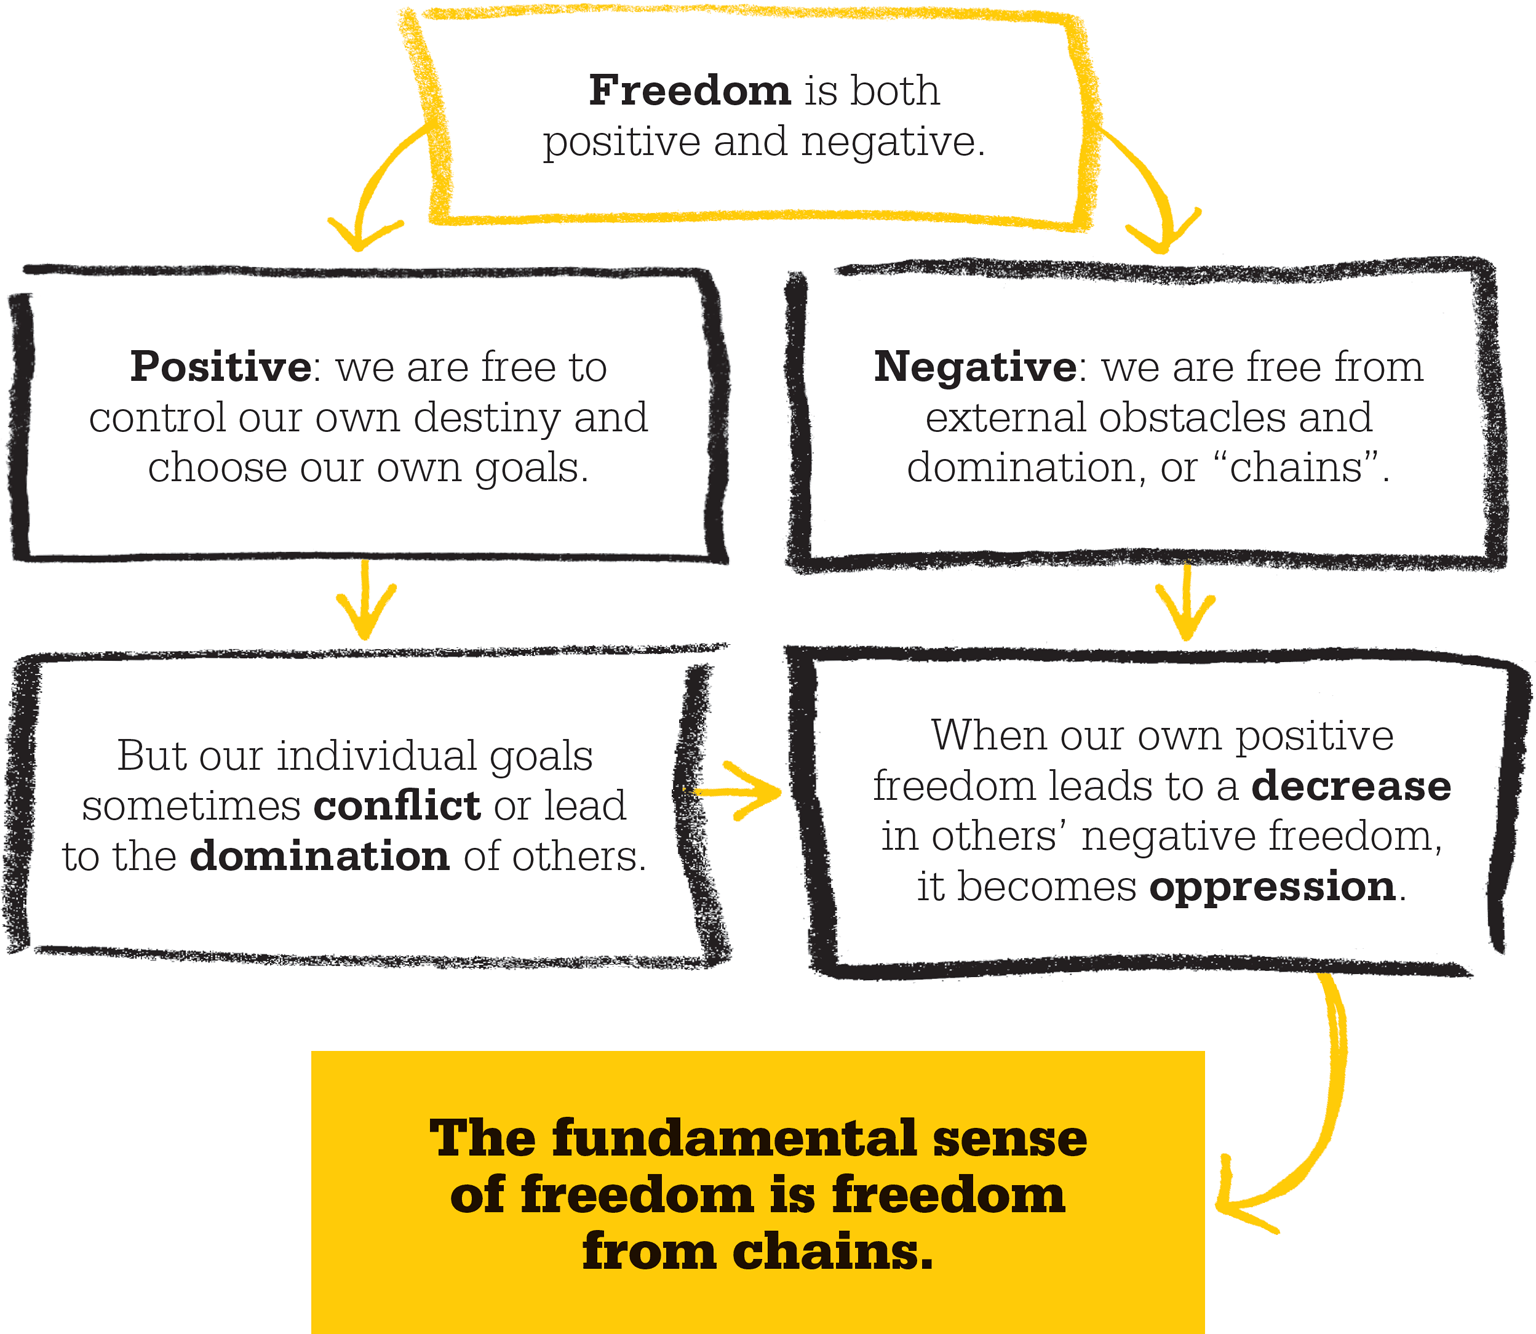 Freedom is both
positive and negative.
Positive: we are free to
control our own destiny and
choose our own goals.
Negative: we are free from
external obstacles and
domination, or “chains”.
But our individual goals
sometimes conflict or lead
to the domination of others.
When our own positive
freedom leads to a decrease
in others’ negative freedom,
it becomes oppression.
The fundamental sense
of freedom is freedom
from chains.